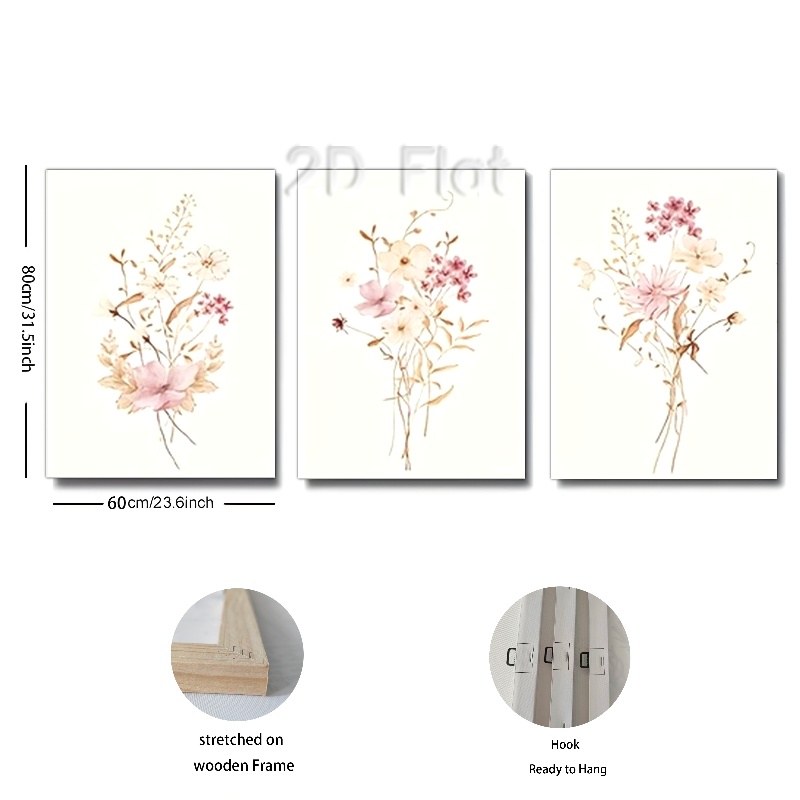 2D Flat
80cm/31.5inch
60cm/23.6inch
stretched on
wooden Frame
Hook
Ready to Hang